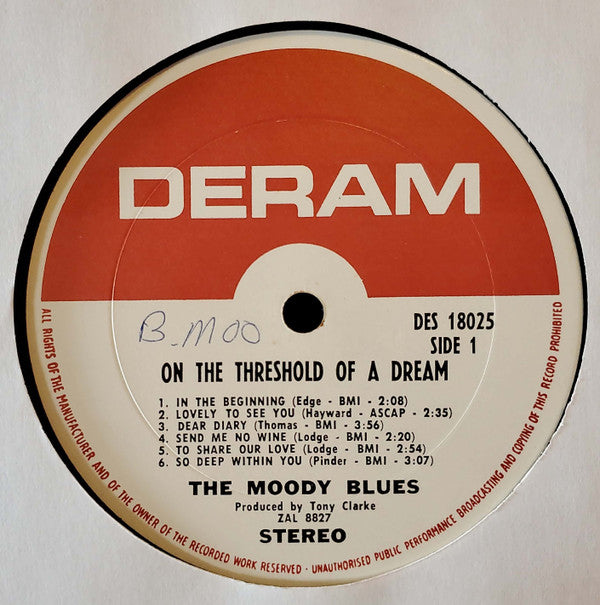 DERAM
B. MOO
DES 18025
SIDE 1
ON THE THRESHOLD OF A DREAM
1. IN THE BEGINNING (Edge - BMI - 2:08)
2. LOVELY TO SEE YOU (Hayward - ASCAP - 2:35)
3. DEAR DIARY (Thomas - BMI - 3:56)
4. SEND ME NO WINE (Lodge - BMI - 2:20)
5. TO SHARE OUR LOVE (Lodge - BMI - 2:54)
6. SO DEEP WITHIN YOU (Pinder - BMI - 3:07)
THE MOODY BLUES
Produced by Tony Clarke
ZAL 8827
STEREO
ALL RIGHTS OF THE MANUFACTURER AND OF THE OWNER OF THE RECORDED WORK RESERVED - UNAUTHORISED PUBLIC PERFORMANCE BROADCASTING AND COPYING OF THIS RECORD PROHIBITED